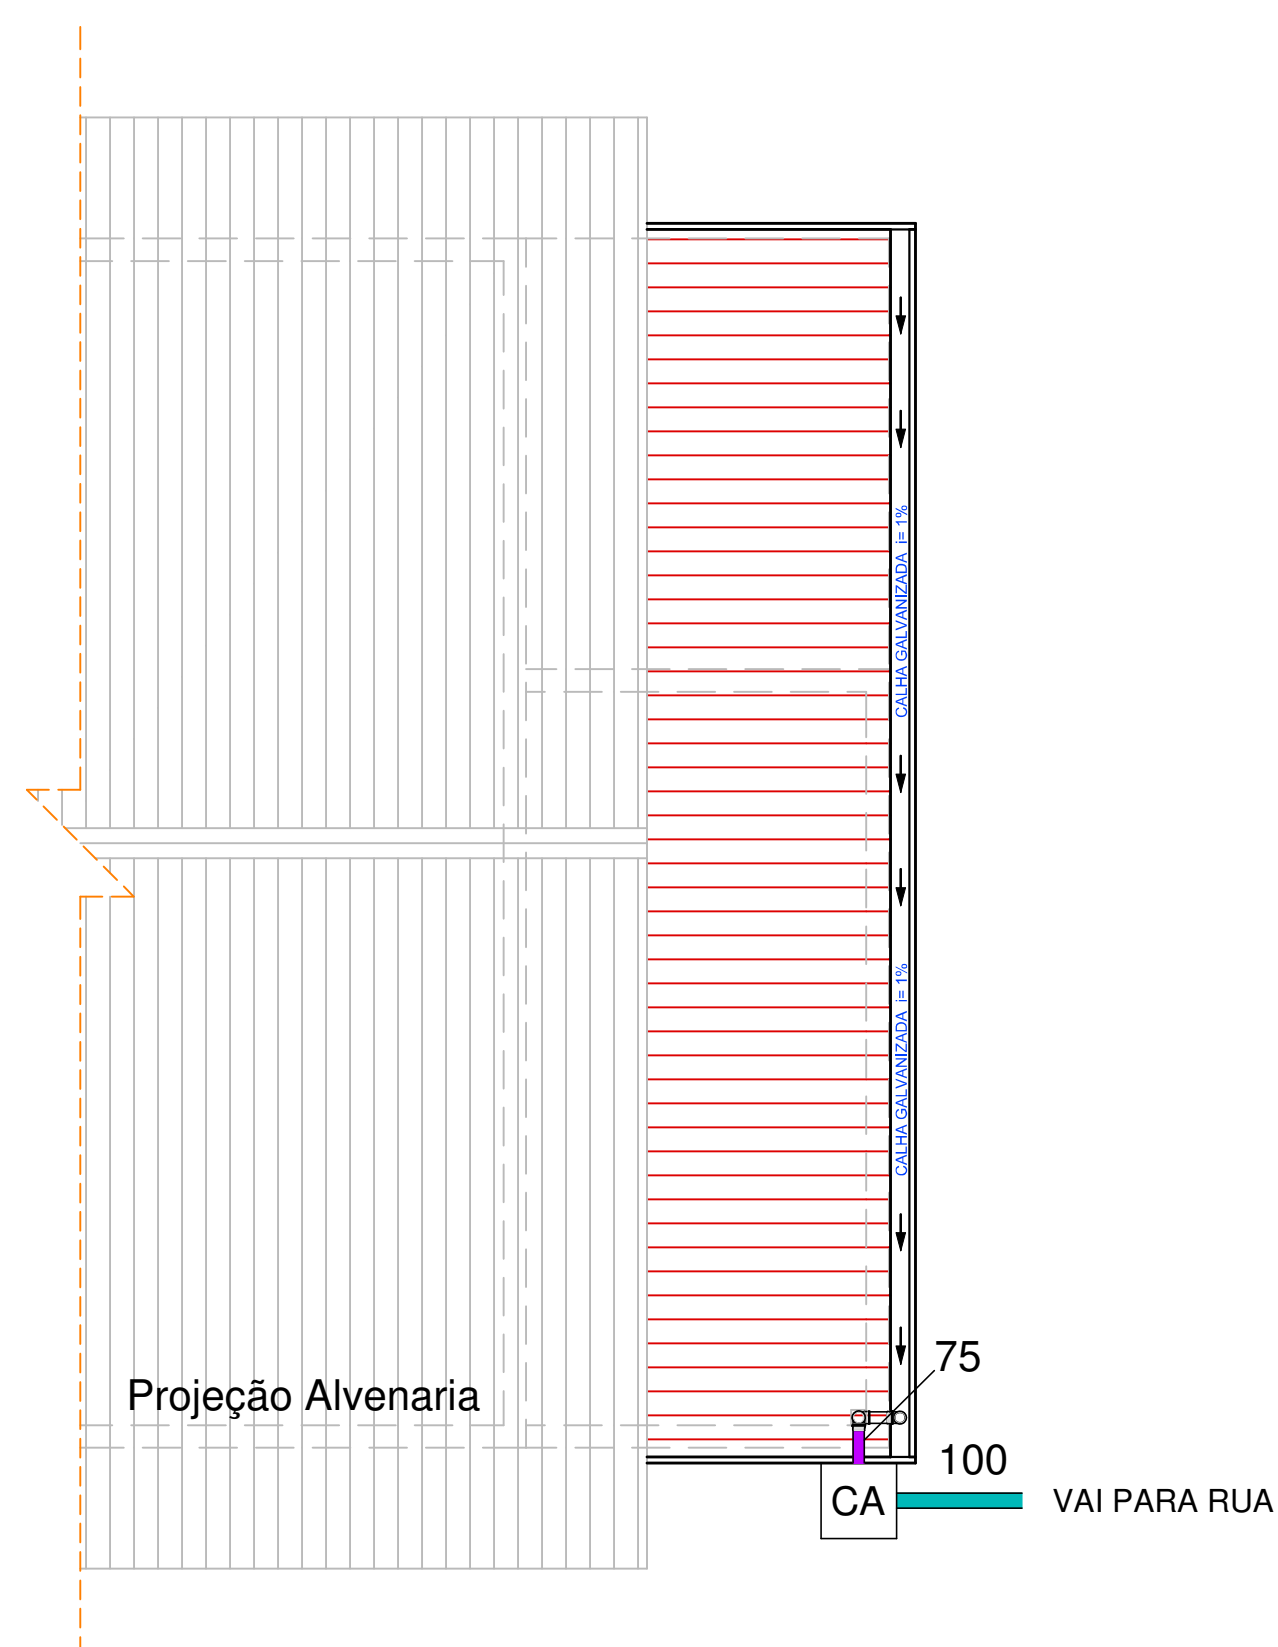 CALHA GALVANIZADA i= 1%
CALHA GALVANIZADA i= 1%
75
Projeção Alvenaria
100
CA
VAI PARA RUA